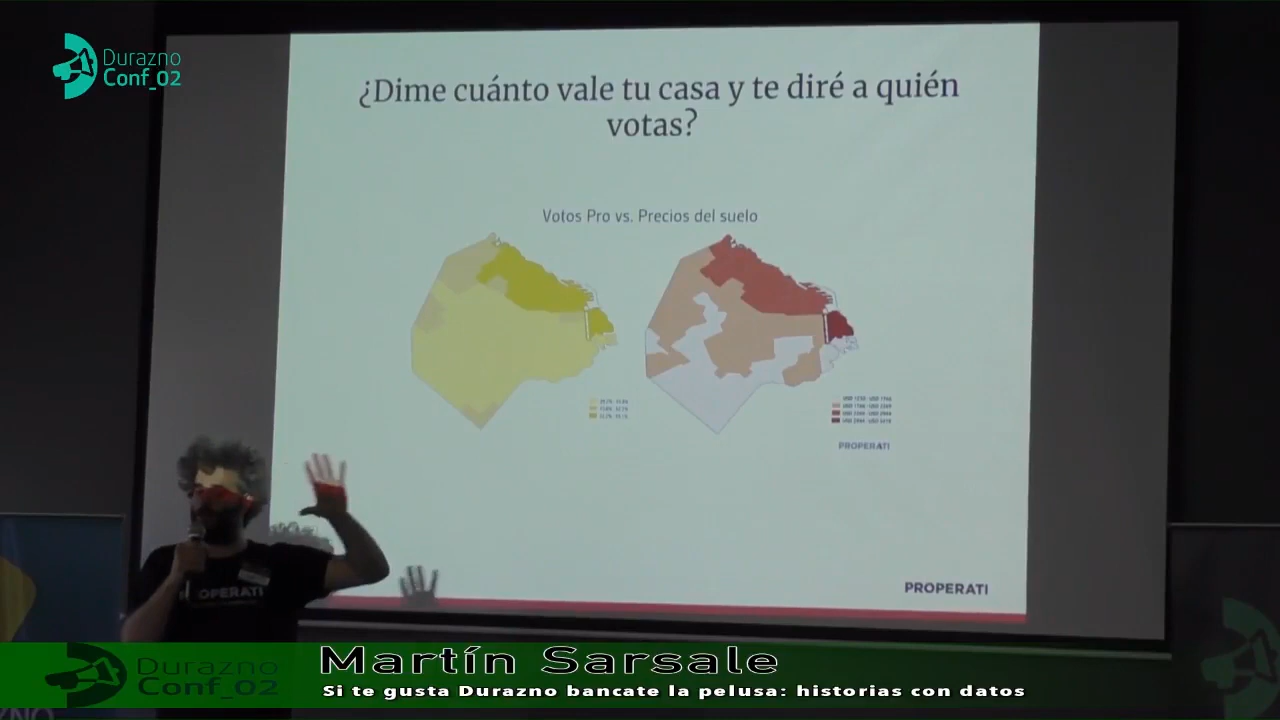 Durazno
Conf_02
¿Dime cuánto vale tu casa y te diré a quién
votas?
Votos Pro vs. Precios del suelo
PROPERATI
PROPERATI
OPERATI
Durazno
Conf_02
Martín Sarsale
Si te gusta Durazno bancate la pelusa: historias con datos